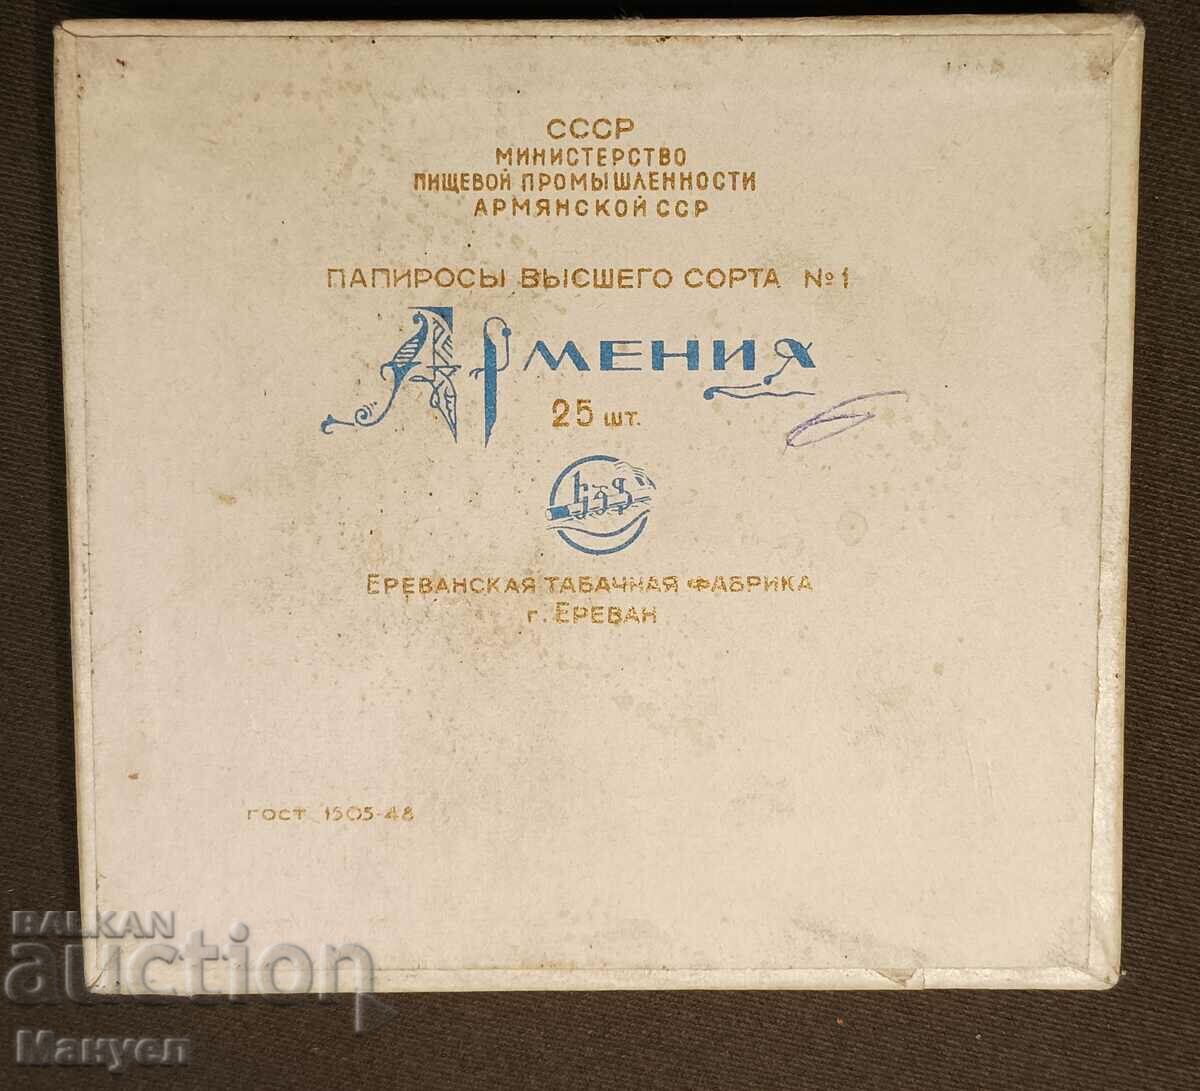 СССР
МИНИСТЕРСТВО
ПИЩЕВОЙ ПРОМЫШЛЕННОСТИ
АРМЯНСКОЙ ССР
ПАПИРОСЫ ВЫСШЕГО СОРТА №1
АРМЕНИЯ
25 шт.
ЕРЕВАНСКАЯ ТАБАЧНАЯ ФАБРИКА
г. ЕРЕВАН
ГОСТ 1505-48
BALKAN
auction
Мануел